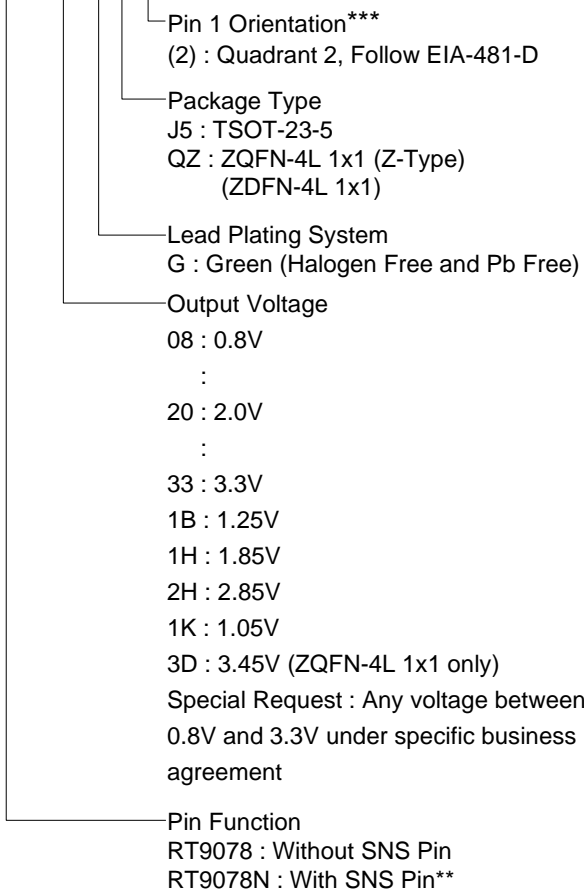 Pin 1 Orientation***
(2) : Quadrant 2, Follow EIA-481-D
Package Type
J5 : TSOT-23-5
QZ : ZQFN-4L 1x1 (Z-Type)
(ZDFN-4L 1x1)
Lead Plating System
G : Green (Halogen Free and Pb Free)
Output Voltage
08 : 0.8V
:
20 : 2.0V
:
33 : 3.3V
1B : 1.25V
1H : 1.85V
2H : 2.85V
1K : 1.05V
3D : 3.45V (ZQFN-4L 1x1 only)
Special Request : Any voltage between
0.8V and 3.3V under specific business
agreement
Pin Function
RT9078 : Without SNS Pin
RT9078N : With SNS Pin**